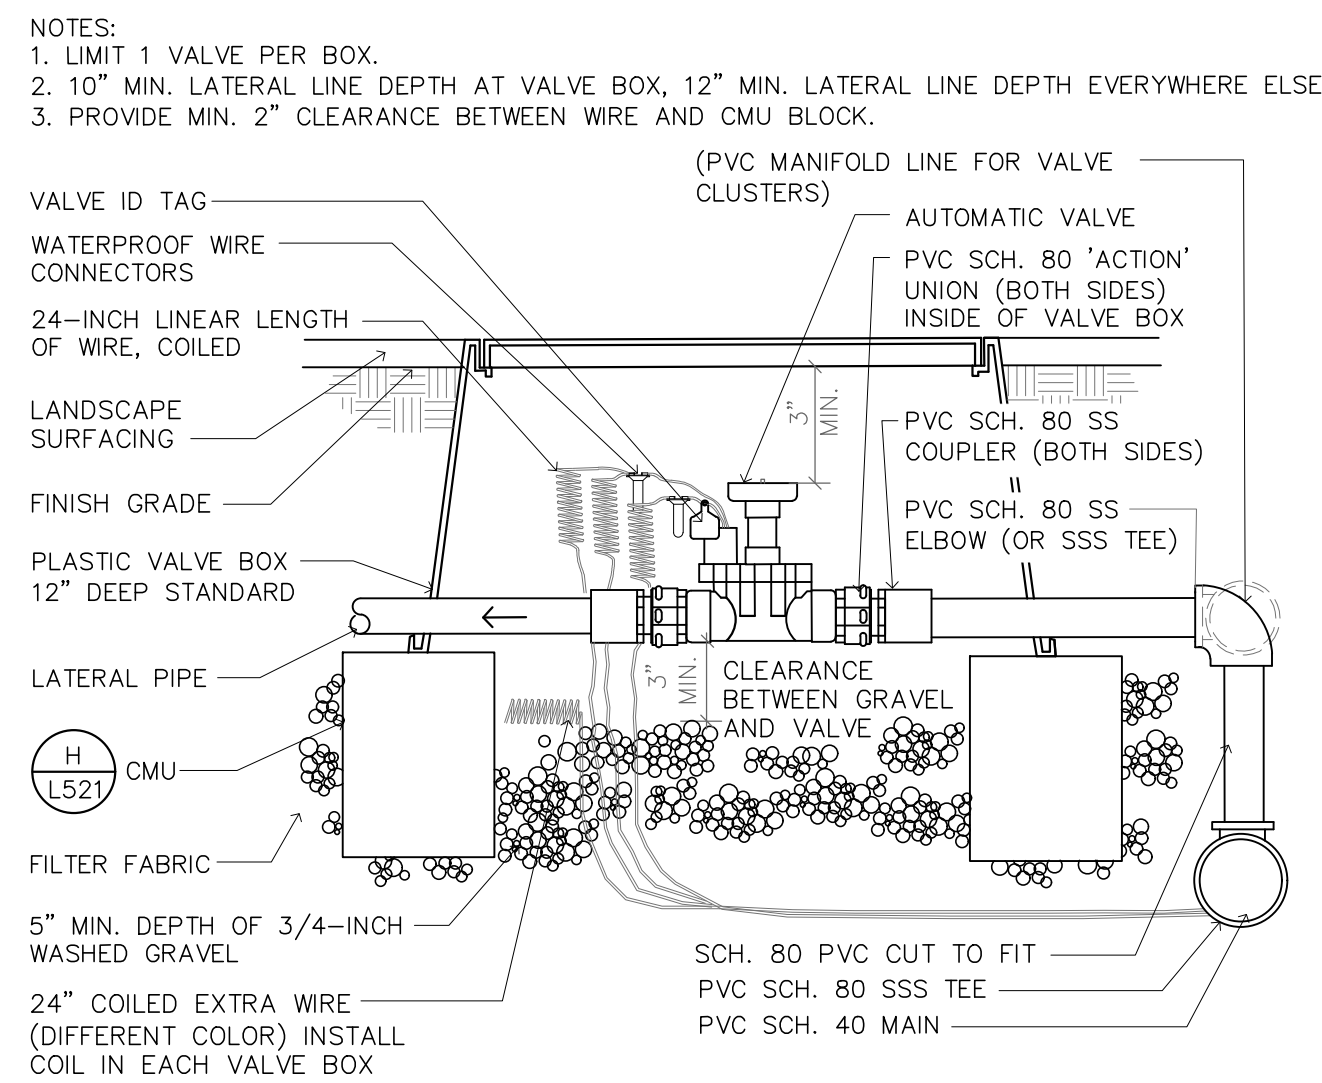 NOTES:
1. LIMIT 1 VALVE PER BOX.
2. 10” MIN. LATERAL LINE DEPTH AT VALVE BOX, 12” MIN. LATERAL LINE DEPTH EVERYWHERE ELSE
3. PROVIDE MIN. 2” CLEARANCE BETWEEN WIRE AND CMU BLOCK.
VALVE ID TAG
WATERPROOF WIRE
CONNECTORS
24-INCH LINEAR LENGTH
OF WIRE, COILED
LANDSCAPE
SURFACING
FINISH GRADE
PLASTIC VALVE BOX
12” DEEP STANDARD
LATERAL PIPE
H
L521
CMU
FILTER FABRIC
5” MIN. DEPTH OF 3/4-INCH
WASHED GRAVEL
24” COILED EXTRA WIRE
(DIFFERENT COLOR) INSTALL
COIL IN EACH VALVE BOX
(PVC MANIFOLD LINE FOR VALVE
CLUSTERS)
AUTOMATIC VALVE
PVC SCH. 80 'ACTION'
UNION (BOTH SIDES)
INSIDE OF VALVE BOX
3”
MIN.
PVC SCH. 80 SS
COUPLER (BOTH SIDES)
PVC SCH. 80 SS
ELBOW (OR SSS TEE)
3”
MIN.
CLEARANCE
BETWEEN GRAVEL
AND VALVE
SCH. 80 PVC CUT TO FIT
PVC SCH. 80 SSS TEE
PVC SCH. 40 MAIN